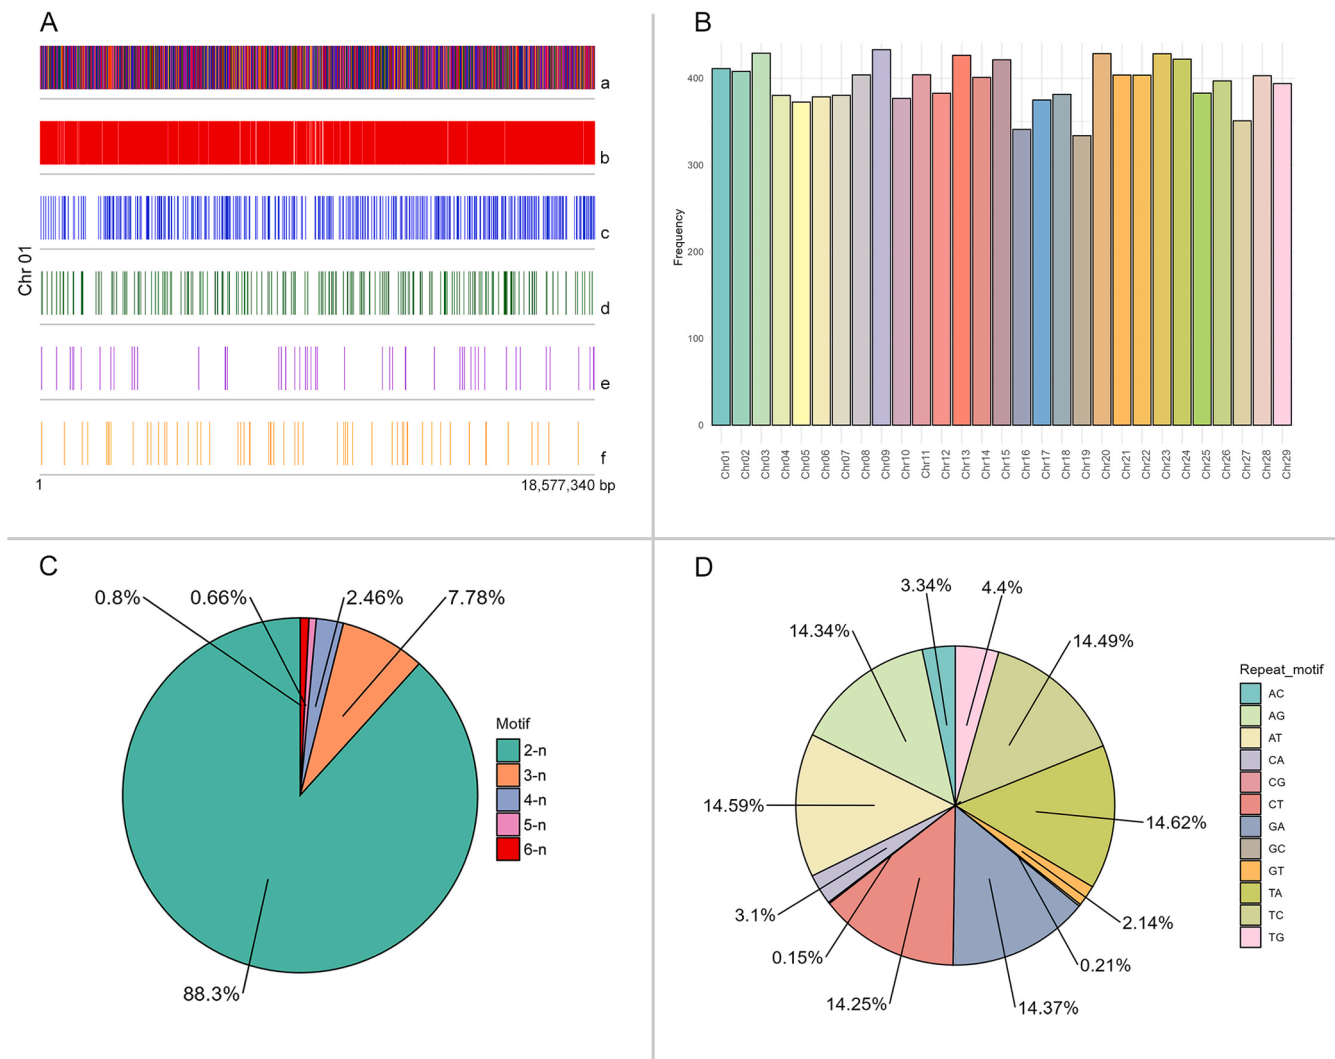 A
a
b
c
d
e
f
Chr 01
1
18,577,340 bp
B
Frequency
400
300
200
100
0
Chr01
Chr02
Chr03
Chr04
Chr05
Chr06
Chr07
Chr08
Chr09
Chr10
Chr11
Chr12
Chr13
Chr14
Chr15
Chr16
Chr17
Chr18
Chr19
Chr20
Chr21
Chr22
Chr23
Chr24
Chr25
Chr26
Chr27
Chr28
Chr29
C
0.8%
0.66%
2.46%
7.78%
88.3%
Motif
2-n
3-n
4-n
5-n
6-n
D
3.34%
4.4%
14.34%
14.49%
14.59%
14.62%
3.1%
2.14%
0.15%
0.21%
14.25%
14.37%
Repeat_motif
AC
AG
AT
CA
CG
CT
GA
GC
GT
TA
TC
TG